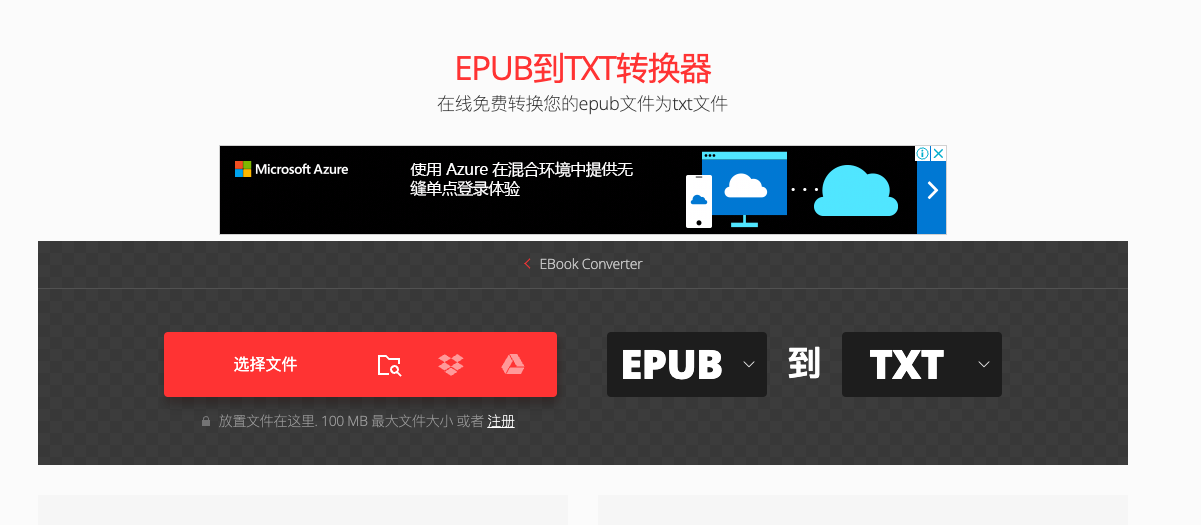 EPUB到TXT转换器
在线免费转换您的epub文件为txt文件
Microsoft Azure
使用 Azure 在混合环境中提供无
缝单点登录体验
EBook Converter
选择文件
EPUB 到 TXT
放置文件在这里. 100 MB 最大文件大小 或者 注册